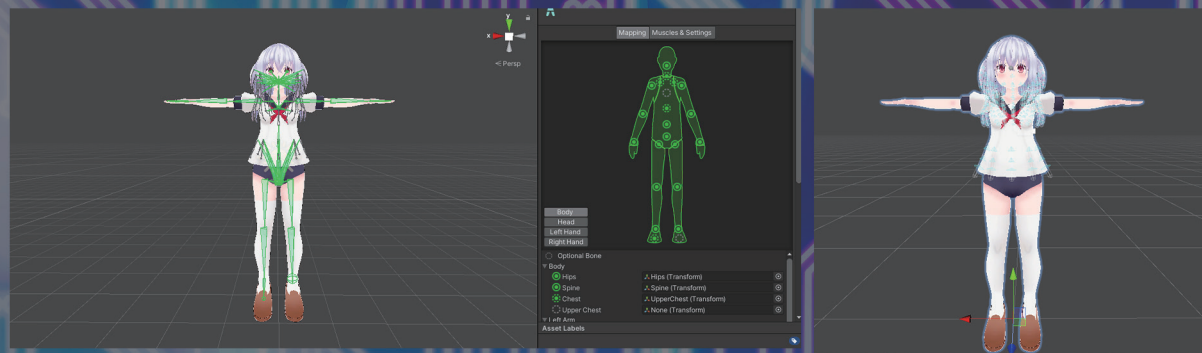 y
x
Persp
Mapping
Muscles & Settings
Body
Head
Left Hand
Right Hand
Optional Bone
Body
Hips
Hips (Transform)
Spine
Spine (Transform)
Chest
UpperChest (Transform)
Upper Chest
None (Transform)
Left Arm
Asset Labels